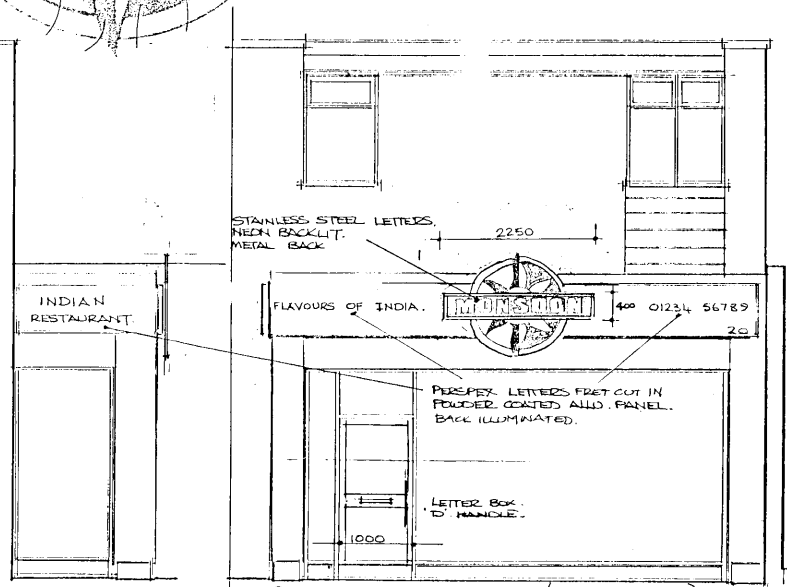 STAINLESS STEEL LETTERS.
NEON BACKLIT.
METAL BACK
2250
INDIAN
RESTAURANT.
FLAVOURS OF INDIA.
MONSOON
400
01234 56789
20
PERSPEX LETTERS FRET CUT IN
POWDER COATED ALLU. PANEL.
BACK ILLUMINATED.
LETTER BOX.
'D' HANDLE.
1000